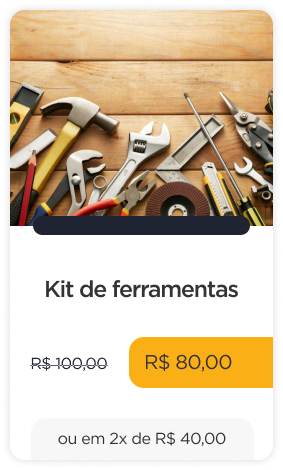 Kit de ferramentas
R$ 100,00 R$ 80,00
ou em 2x de R$ 40,00